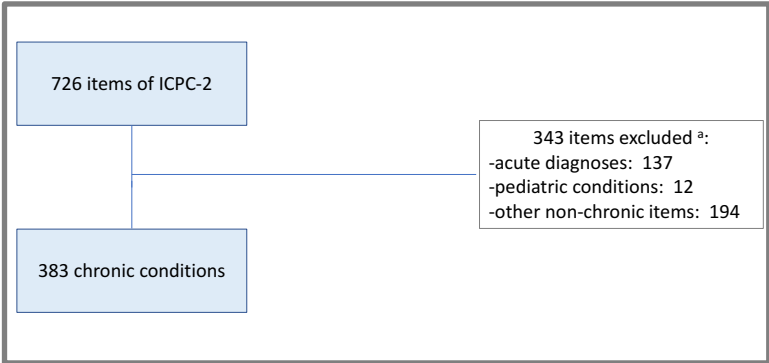 726 items of ICPC-2
343 items excluded ᵃ:
-acute diagnoses: 137
-pediatric conditions: 12
-other non-chronic items: 194
383 chronic conditions